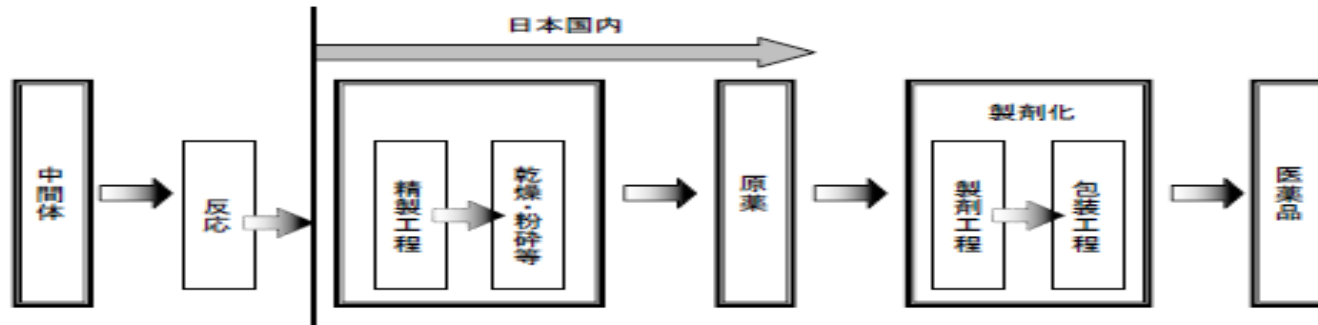 日本国内
中間体
反応
精製工程
乾燥・粉砕等
原薬
製剤化
製剤工程
包装工程
医薬品